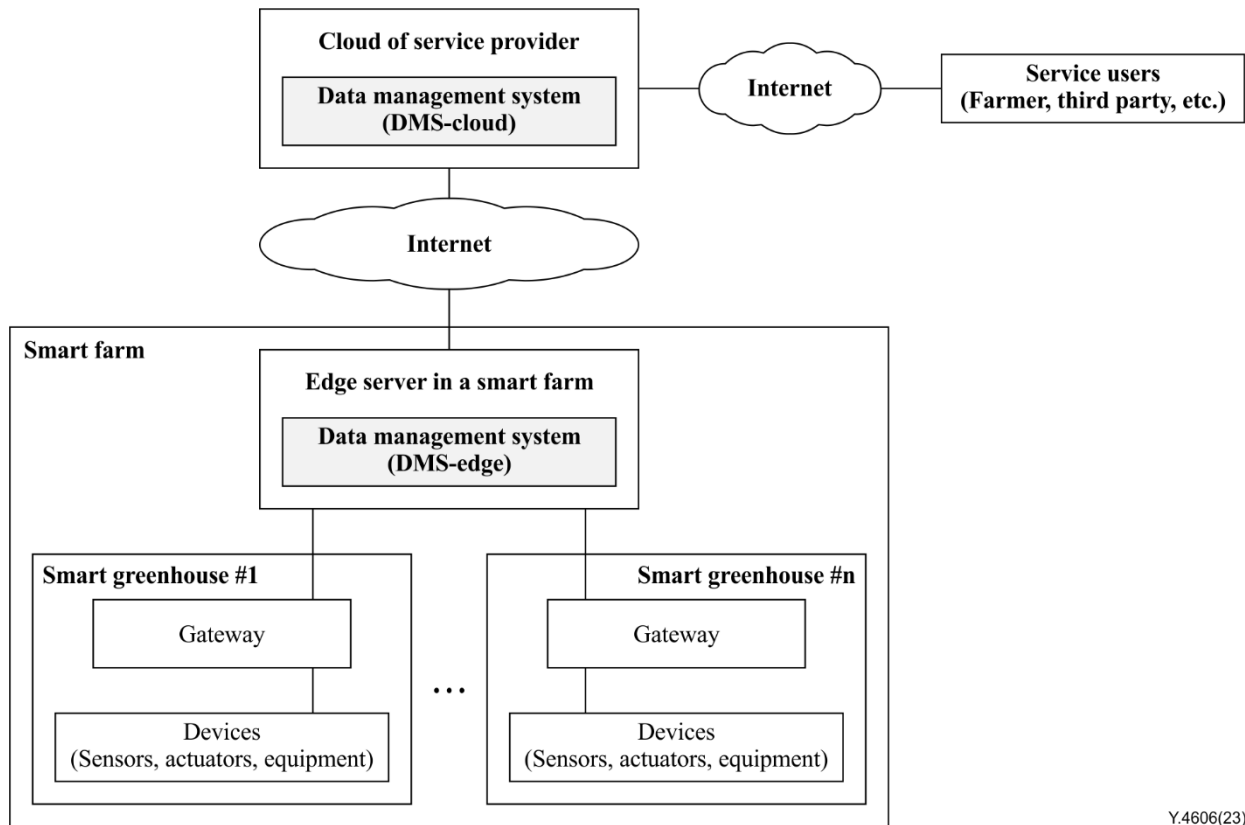 Cloud of service provider
Data management system
(DMS-cloud)
Internet
Service users
(Farmer, third party, etc.)
Internet
Smart farm
Edge server in a smart farm
Data management system
(DMS-edge)
Smart greenhouse #1
Gateway
Devices
(Sensors, actuators, equipment)
...
Smart greenhouse #n
Gateway
Devices
(Sensors, actuators, equipment)
Y.4606(23)